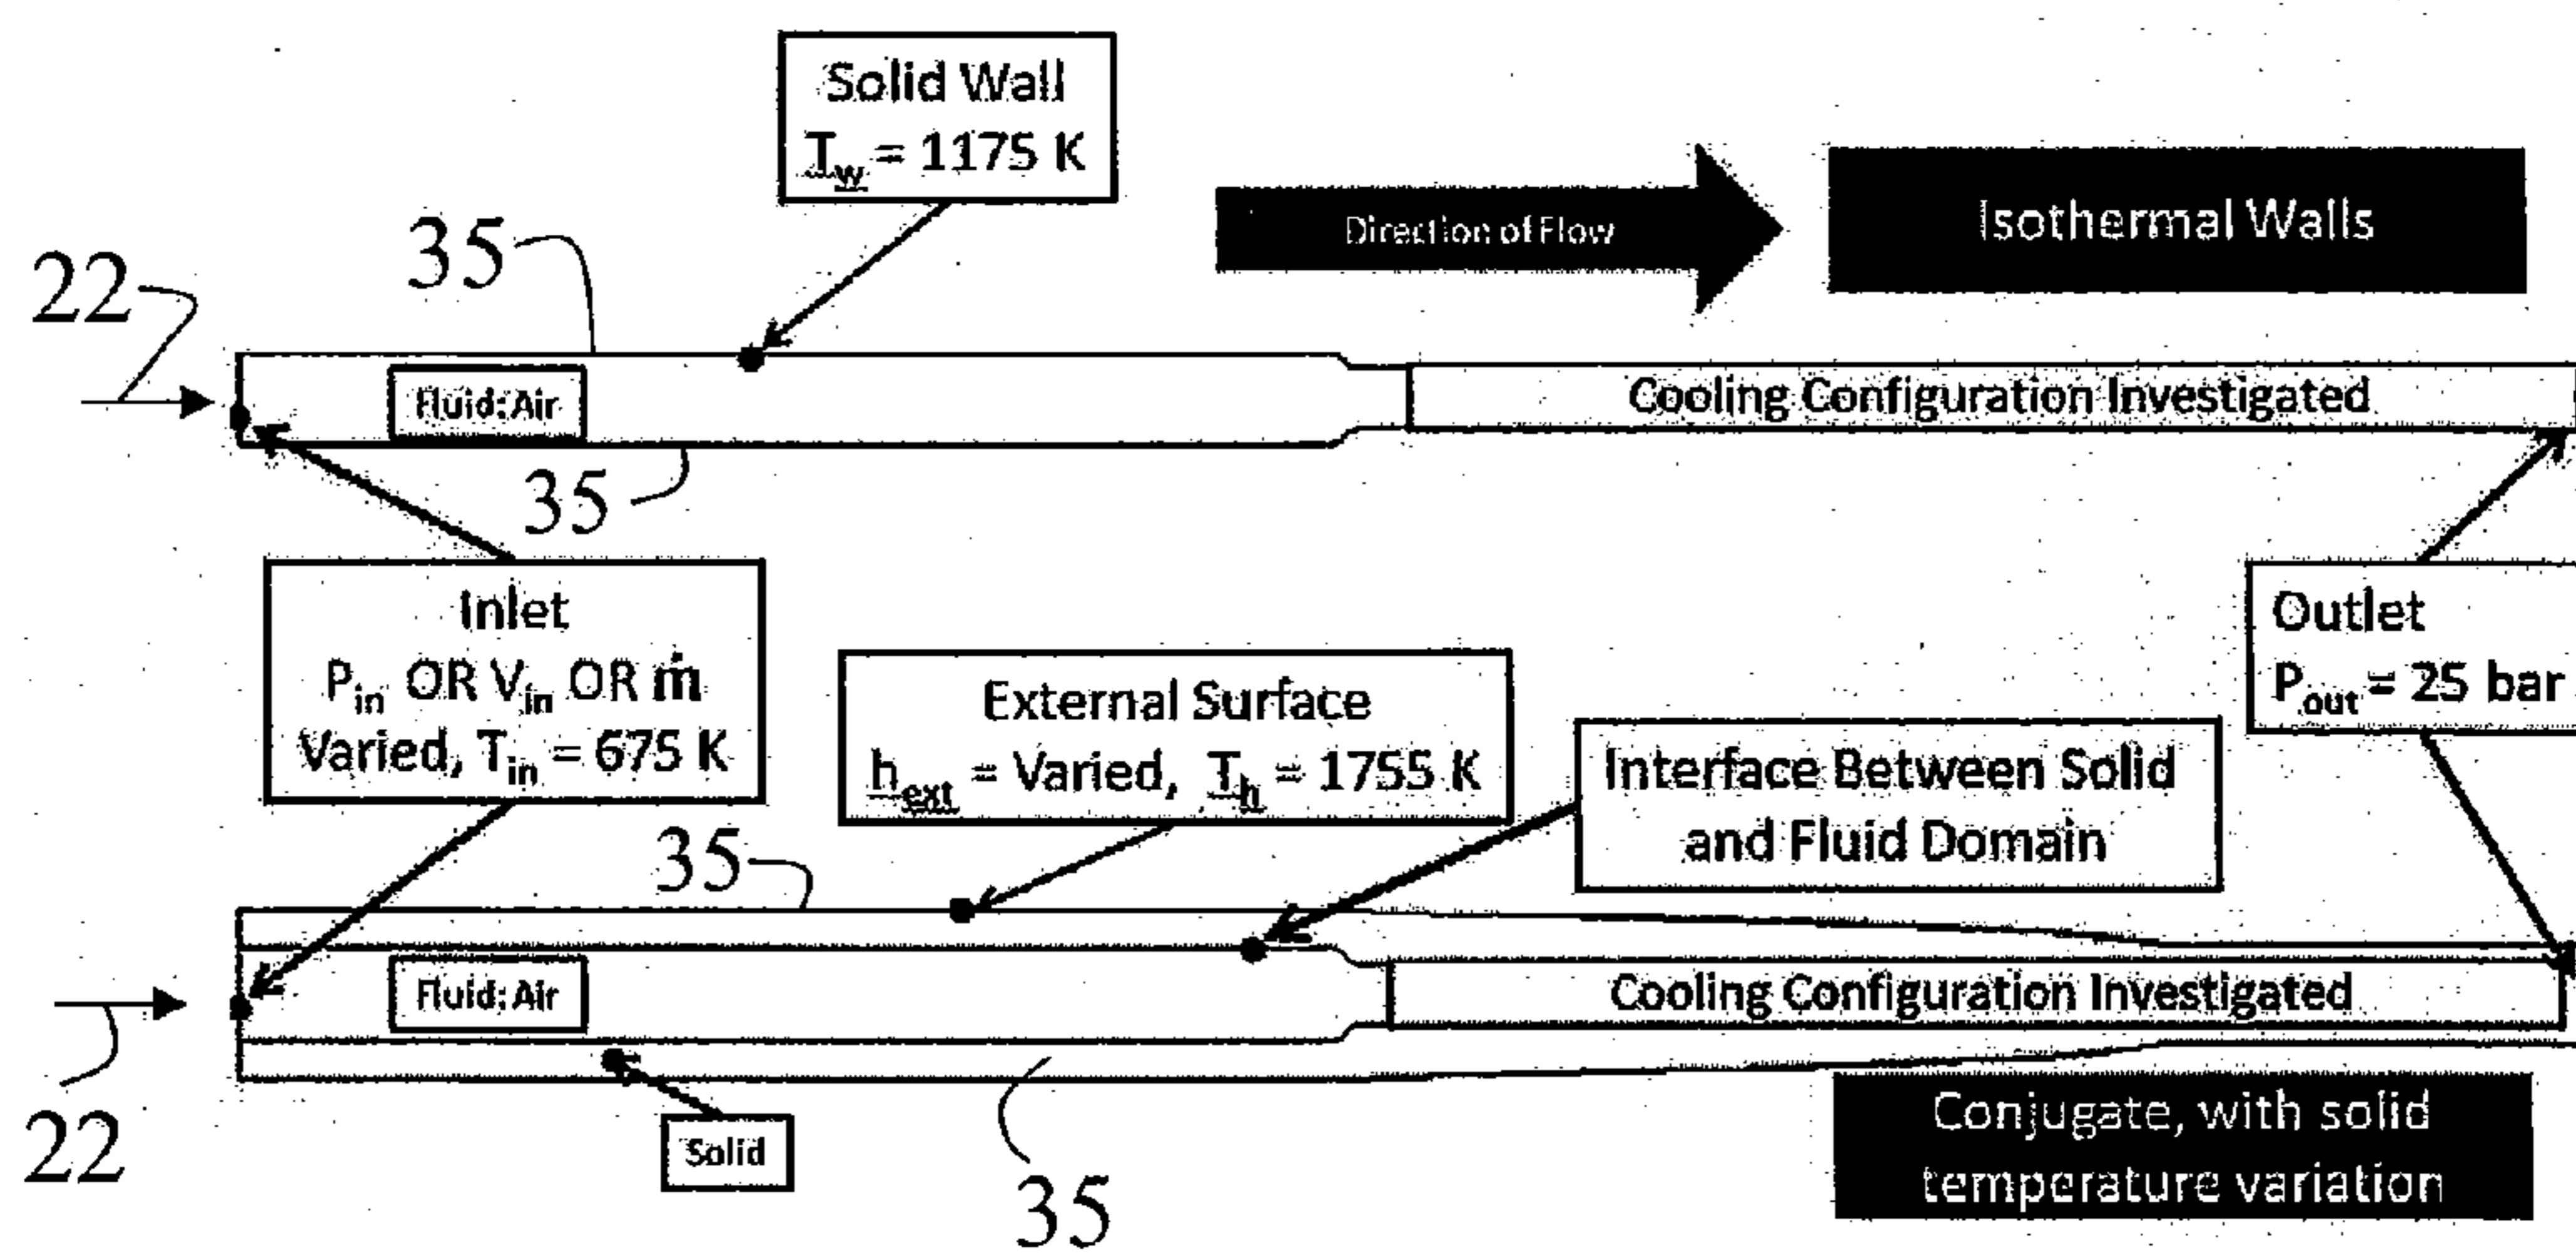 Solid Wall
T_w = 1175 K
Direction of Flow
Isothermal Walls
35
22
Fluid: Air
Cooling Configuration Investigated
35
Inlet
P_in OR V_in OR ṁ
Varied, T_in = 675 K
Outlet
P_out = 25 bar
External Surface
h_ext = Varied, T_h = 1755 K
Interface Between Solid
and Fluid Domain
35
Fluid: Air
Cooling Configuration Investigated
22
Solid
35
Conjugate, with solid
temperature variation